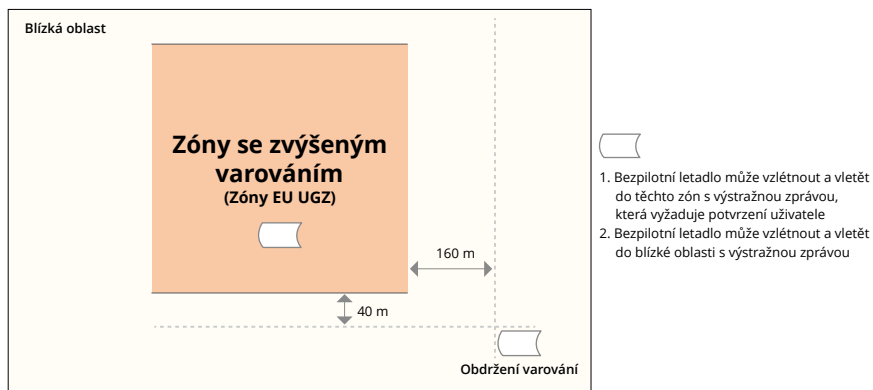 Blízká oblast
Zóny se zvýšeným
varováním
(Zóny EU UGZ)
160 m
40 m
Obdržení varování
1. Bezpilotní letadlo může vzlétnout a vletět
do těchto zón s výstražnou zprávou,
která vyžaduje potvrzení uživatele
2. Bezpilotní letadlo může vzlétnout a vletět
do blízké oblasti s výstražnou zprávou